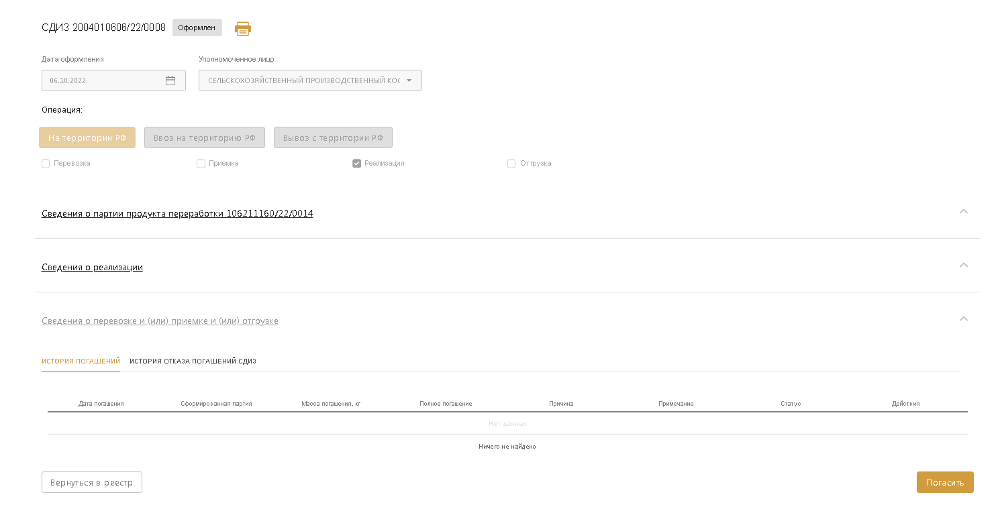 СДИЗ 2004010606/22/0008 Оформлен
Дата оформления Уполномоченное лицо
06.10.2022 СЕЛЬСКОХОЗЯЙСТВЕННЫЙ ПРОИЗВОДСТВЕННЫЙ КОО
Операция:
На территории РФ Ввоз на территорию РФ Вывоз с территории РФ
Перевозка Приемка Реализация Отгрузка
Сведения о партии продукта переработки 106211160/22/0014
Сведения о реализации
Сведения о перевозке и (или) приемке и (или) отгрузке
ИСТОРИЯ ПОГАШЕНИЙ ИСТОРИЯ ОТКАЗА ПОГАШЕНИЙ СДИЗ
Дата погашения Сформированная партия Масса погашения, кг Полное погашение Причина Примечание Статус Действия
Нет данных
Ничего не найдено
Вернуться в реестр Погасить